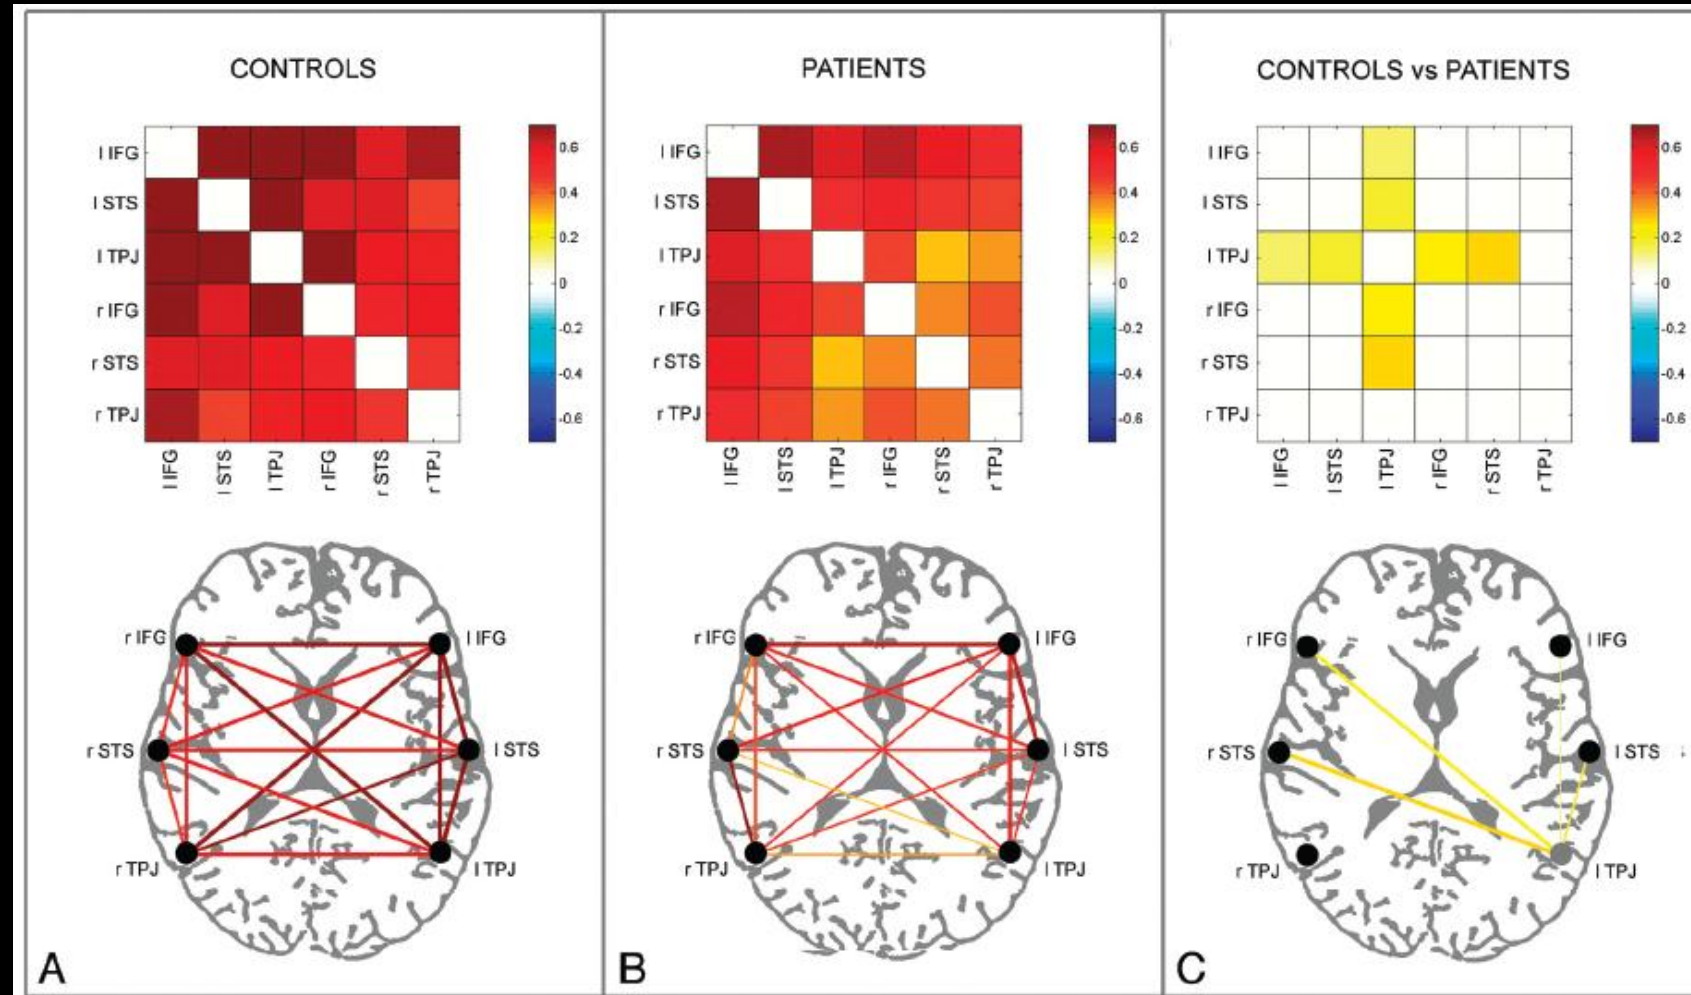 CONTROLS
l IFG
l STS
l TPJ
r IFG
r STS
r TPJ
0.6
0.4
0.2
0
-0.2
-0.4
-0.6
l IFG
l STS
l TPJ
r IFG
r STS
r TPJ
r IFG
l IFG
r STS
l STS
r TPJ
l TPJ
A
PATIENTS
l IFG
l STS
l TPJ
r IFG
r STS
r TPJ
0.6
0.4
0.2
0
-0.2
-0.4
-0.6
l IFG
l STS
l TPJ
r IFG
r STS
r TPJ
r IFG
l IFG
r STS
l STS
r TPJ
l TPJ
B
CONTROLS vs PATIENTS
l IFG
l STS
l TPJ
r IFG
r STS
r TPJ
0.6
0.4
0.2
0
-0.2
-0.4
-0.6
l IFG
l STS
l TPJ
r IFG
r STS
r TPJ
r IFG
l IFG
r STS
l STS
r TPJ
l TPJ
C